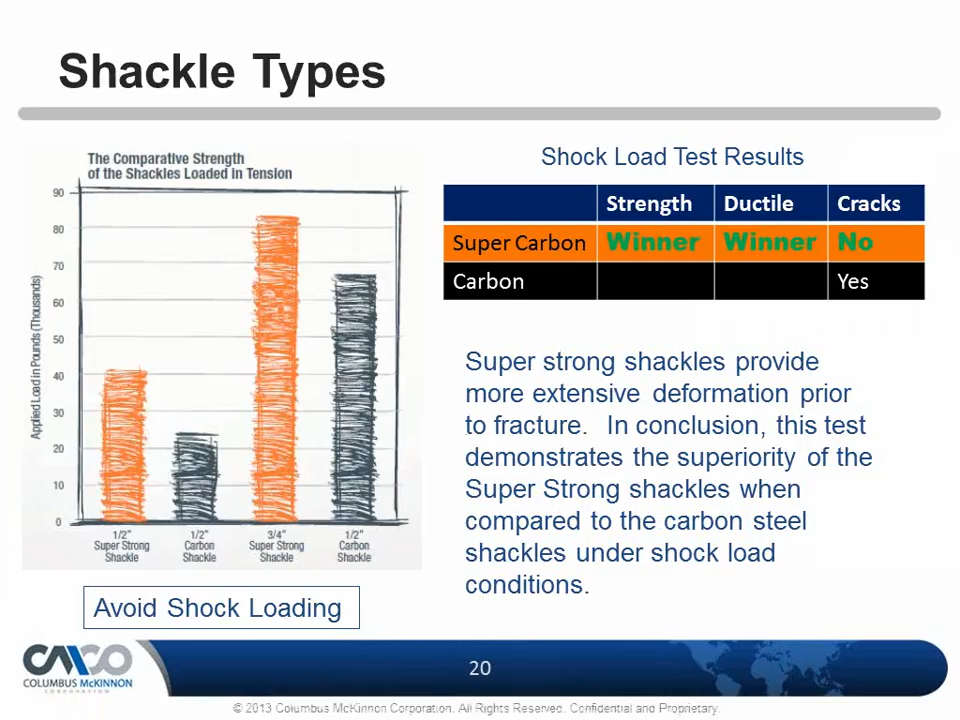 Shackle Types
The Comparative Strength
of the Shackles Loaded in Tension
Applied Load in Pounds (Thousands)
90
80
70
60
50
40
30
20
10
0
1/2"
Super Strong
Shackle
1/2"
Carbon
Shackle
3/4"
Super Strong
Shackle
1/2"
Carbon
Shackle
Avoid Shock Loading
Shock Load Test Results
Strength Ductile Cracks
Super Carbon Winner Winner No
Carbon Yes
Super strong shackles provide
more extensive deformation prior
to fracture. In conclusion, this test
demonstrates the superiority of the
Super Strong shackles when
compared to the carbon steel
shackles under shock load
conditions.
CMCO
COLUMBUS McKINNON
CORPORATION
20
© 2013 Columbus McKinnon Corporation. All Rights Reserved. Confidential and Proprietary.